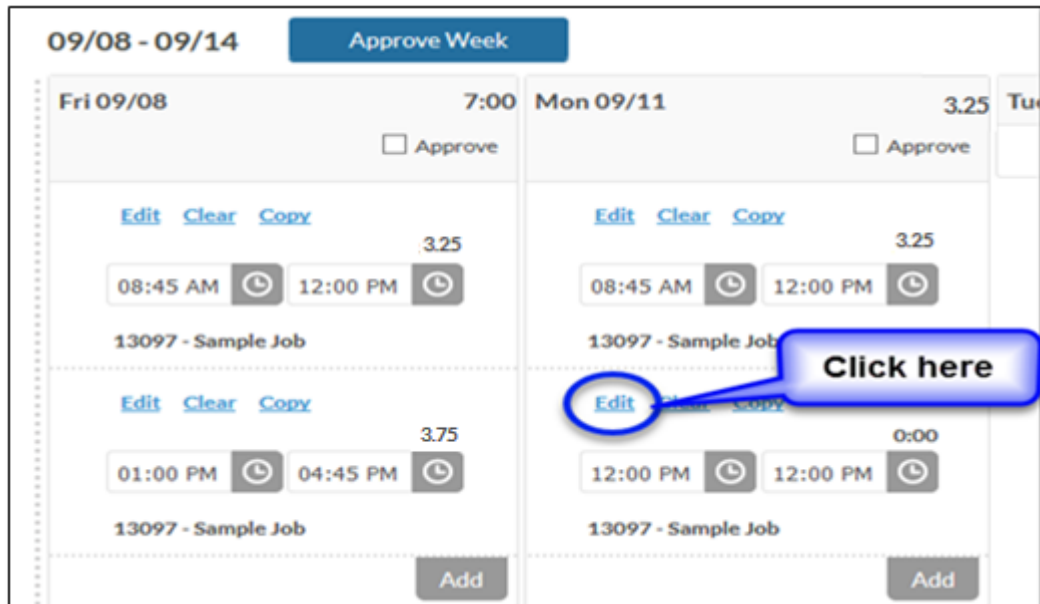 09/08 - 09/14 Approve Week
Fri 09/08 7:00 Mon 09/11 3.25 Tu
Approve Approve
Edit Clear Copy Edit Clear Copy
3.25 3.25
08:45 AM 12:00 PM 08:45 AM 12:00 PM
13097 - Sample Job 13097 - Sample Job
Click here
Edit Clear Copy Edit Clear Copy
3.75 0:00
01:00 PM 04:45 PM 12:00 PM 12:00 PM
13097 - Sample Job 13097 - Sample Job
Add Add